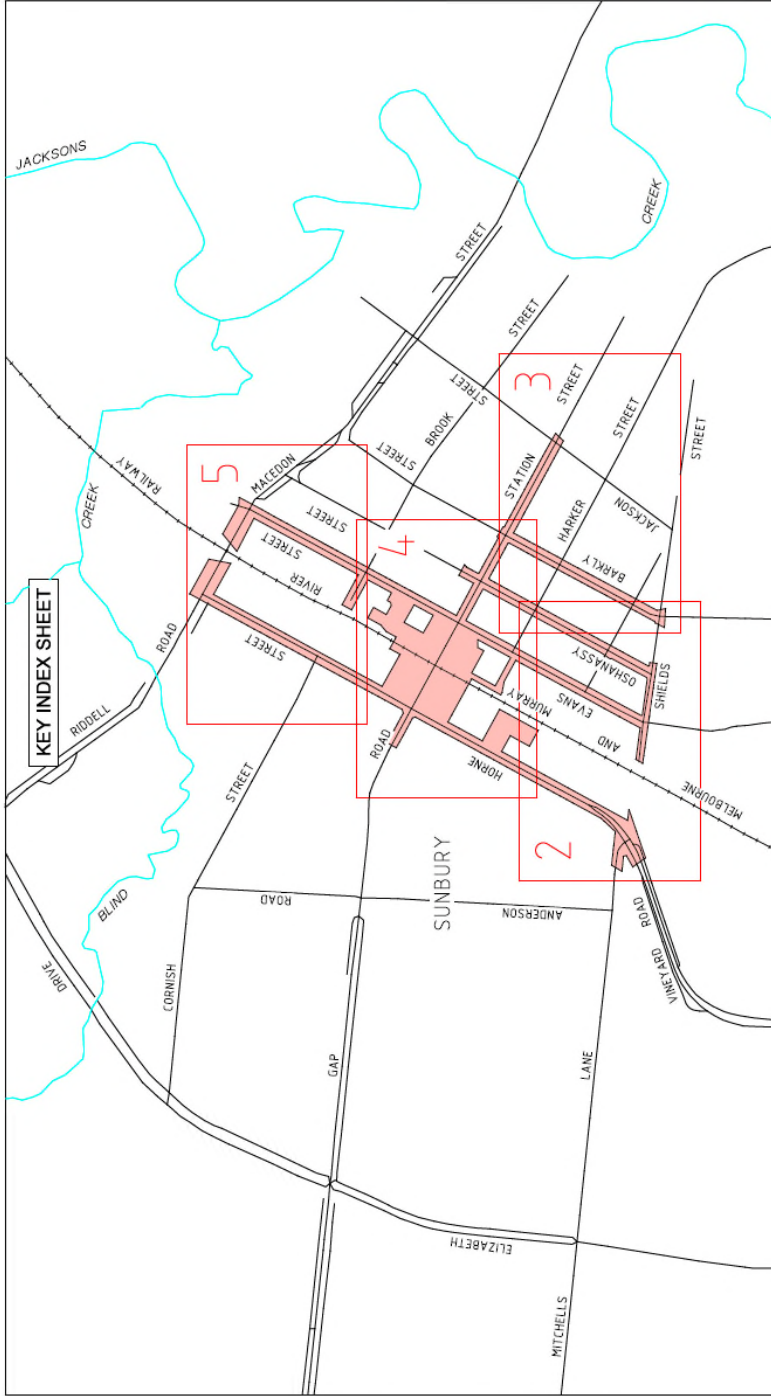 KEY INDEX SHEET
JACKSONS
CREEK
RAILWAY
CREEK
RIDDELL
ROAD
BLIND
DRIVE
STREET
CORNISH
STREET
MACEDON
STREET
5
STREET
STREET
RIVER
STREET
BROOK
STREET
STREET
STREET
3
STREET
STATION
4
HARKER
STREET
JACKSON
STREET
BARKLY
OSHANASSY
SHIELDS
EVANS
MURRAY
AND
MELBOURNE
ROAD
HORNE
2
SUNBURY
ROAD
ANDERSON
GAP
LANE
VINEYARD
ROAD
ELIZABETH
MITCHELLS
CREEK